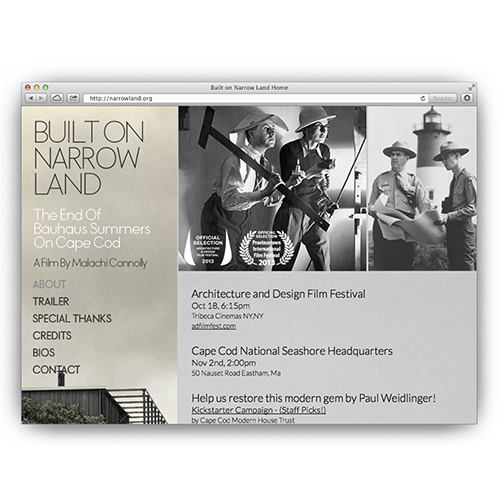 Built on Narrow Land Home
http://narrowland.org
Reader
BUILT ON
NARROW
LAND
The End Of
Bauhaus Summers
On Cape Cod
A Film By Malachi Connolly
ABOUT
TRAILER
SPECIAL THANKS
CREDITS
BIOS
CONTACT
OFFICIAL
SELECTION
ARCHITECTURE
& DESIGN
FILM FESTIVAL
2013
OFFICIAL SELECTION
Provincetown
International
Film Festival
2013
Architecture and Design Film Festival
Oct 18, 6:15pm
Tribeca Cinemas NY,NY
adfilmfest.com
Cape Cod National Seashore Headquarters
Nov 2nd, 2:00pm
50 Nauset Road Eastham, Ma
Help us restore this modern gem by Paul Weidlinger!
Kickstarter Campaign - (Staff Picks!)
by Cape Cod Modern House Trust